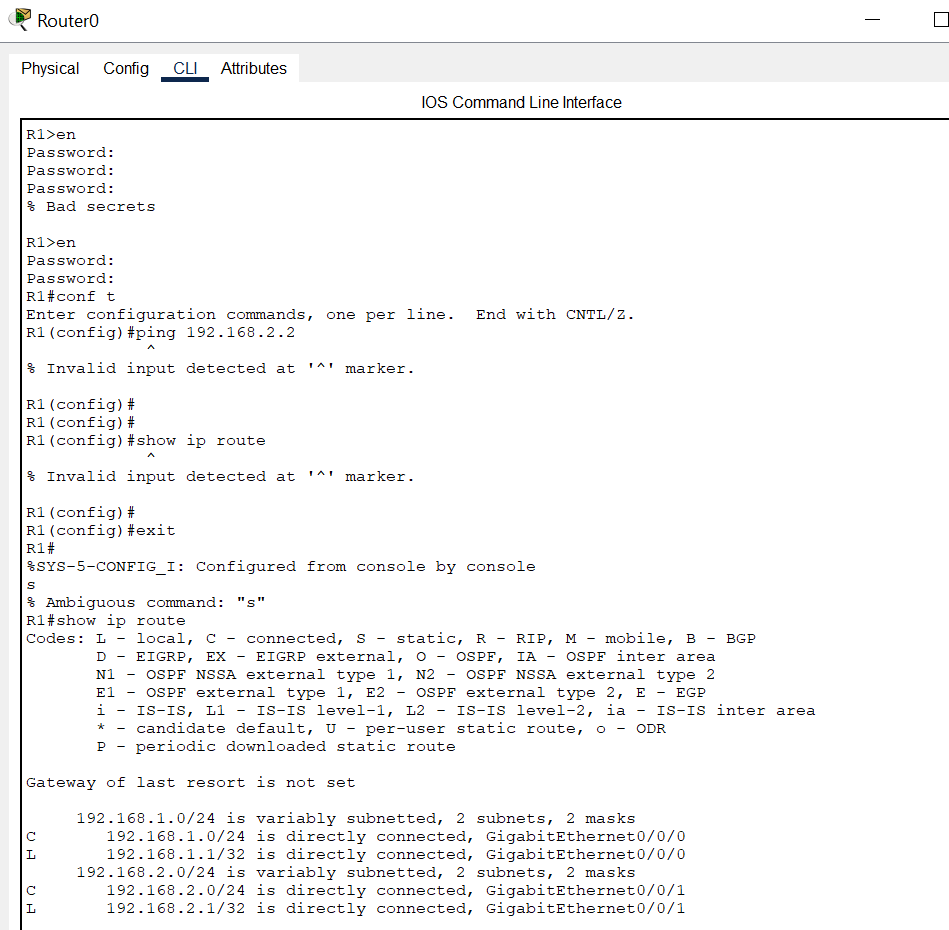 Router0
Physical Config CLI Attributes
IOS Command Line Interface
R1>en
Password:
Password:
Password:
% Bad secrets
R1>en
Password:
Password:
R1#conf t
Enter configuration commands, one per line.  End with CNTL/Z.
R1(config)#ping 192.168.2.2
^
% Invalid input detected at '^' marker.
R1(config)#
R1(config)#
R1(config)#show ip route
^
% Invalid input detected at '^' marker.
R1(config)#
R1(config)#exit
R1#
%SYS-5-CONFIG_I: Configured from console by console
s
% Ambiguous command: "s"
R1#show ip route
Codes: L - local, C - connected, S - static, R - RIP, M - mobile, B - BGP
D - EIGRP, EX - EIGRP external, O - OSPF, IA - OSPF inter area
N1 - OSPF NSSA external type 1, N2 - OSPF NSSA external type 2
E1 - OSPF external type 1, E2 - OSPF external type 2, E - EGP
i - IS-IS, L1 - IS-IS level-1, L2 - IS-IS level-2, ia - IS-IS inter area
* - candidate default, U - per-user static route, o - ODR
P - periodic downloaded static route
Gateway of last resort is not set
192.168.1.0/24 is variably subnetted, 2 subnets, 2 masks
C 192.168.1.0/24 is directly connected, GigabitEthernet0/0/0
L 192.168.1.1/32 is directly connected, GigabitEthernet0/0/0
192.168.2.0/24 is variably subnetted, 2 subnets, 2 masks
C 192.168.2.0/24 is directly connected, GigabitEthernet0/0/1
L 192.168.2.1/32 is directly connected, GigabitEthernet0/0/1